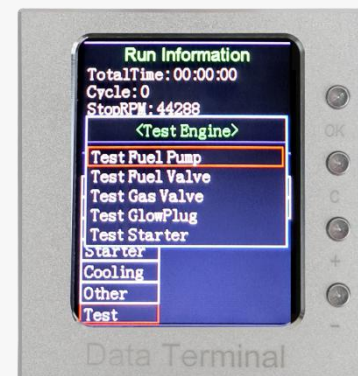 Run Information
TotalTime:00:00:00
Cycle:0
StopRPM:44288
<Test Engine>
Test Fuel Pump
Test Fuel Valve
Test Gas Valve
Test GlowPlug
Test Starter
Starter
Cooling
Other
Test
OK
C
+
-
Data Terminal